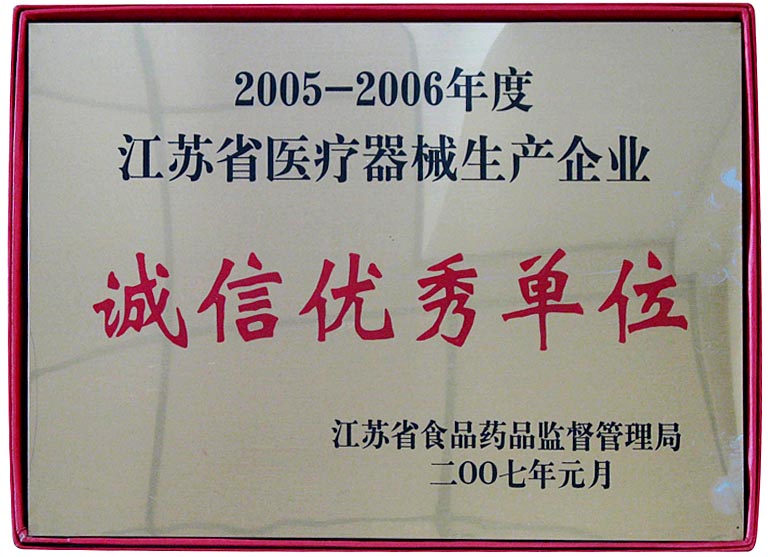 2005-2006年度
江苏省医疗器械生产企业
诚信优秀单位
江苏省食品药品监督管理局
二〇〇七年元月